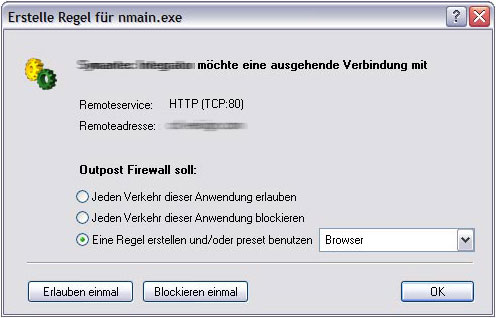 Erstelle Regel für nmain.exe
möchte eine ausgehende Verbindung mit
Remoteservice: HTTP (TCP:80)
Remoteadresse:
Outpost Firewall soll:
Jeden Verkehr dieser Anwendung erlauben
Jeden Verkehr dieser Anwendung blockieren
Eine Regel erstellen und/oder preset benutzen Browser
Erlauben einmal Blockieren einmal OK